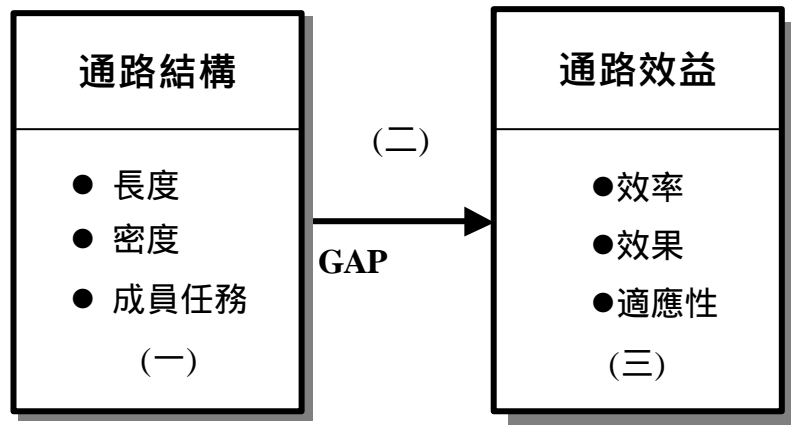 通路結構
● 長度
● 密度
● 成員任務
(一)
(二)
GAP
通路效益
●效率
●效果
●適應性
(三)